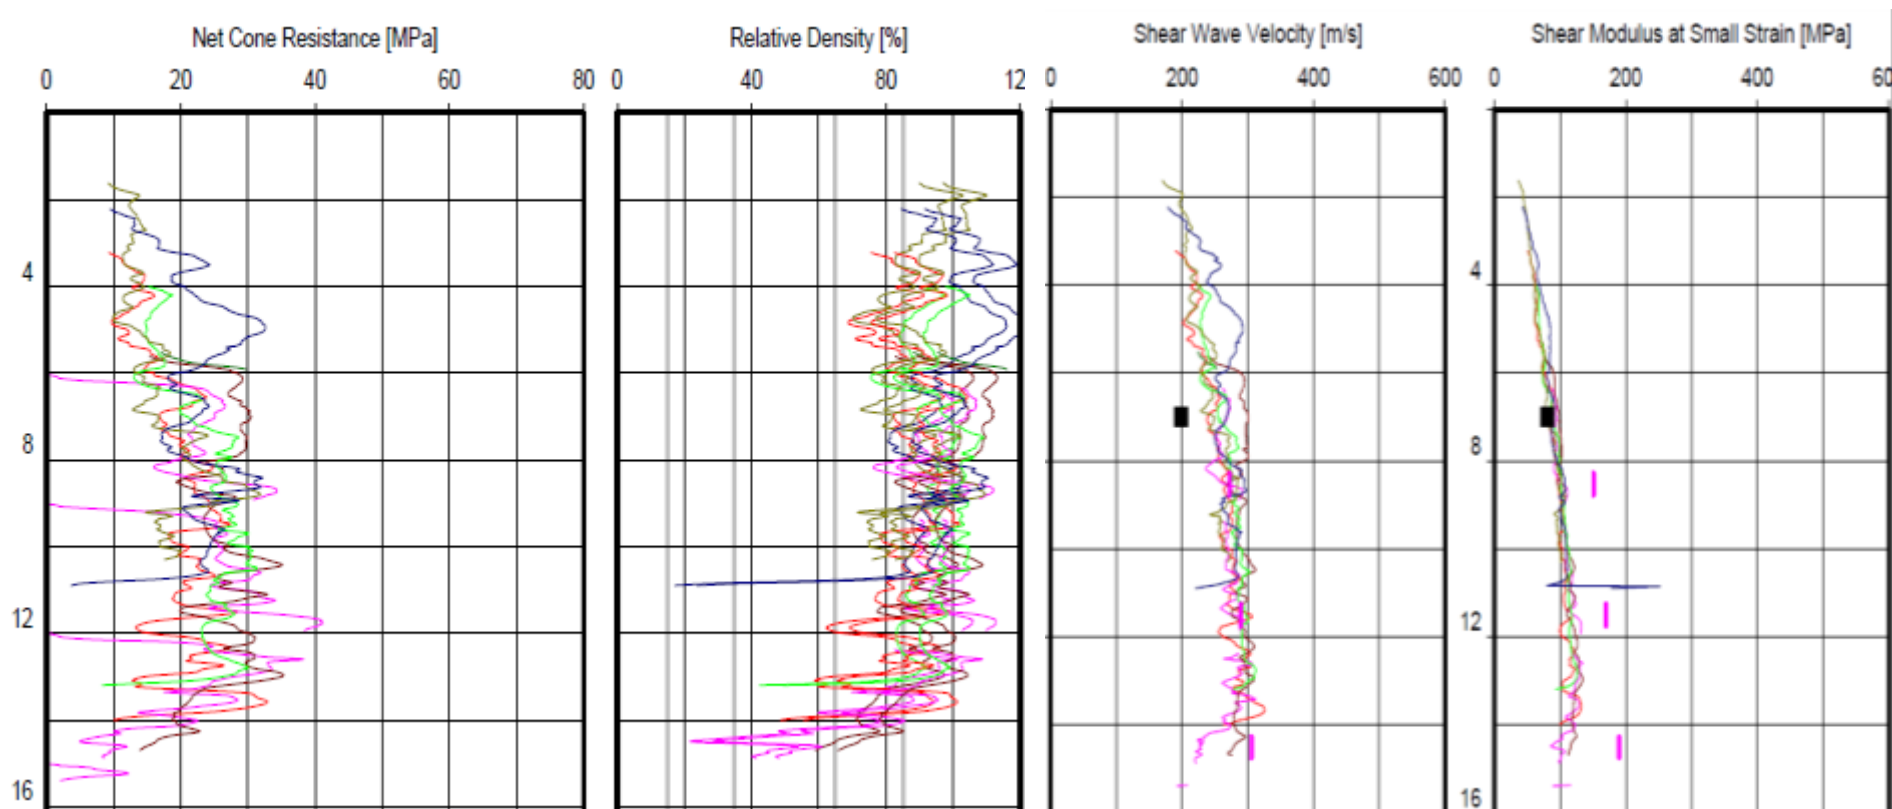 Net Cone Resistance [MPa]
Relative Density [%]
Shear Wave Velocity [m/s]
Shear Modulus at Small Strain [MPa]
0 20 40 60 80
0 40 80 12
0 200 400 600
0 200 400 60
4
4
8
8
12
12
16
16